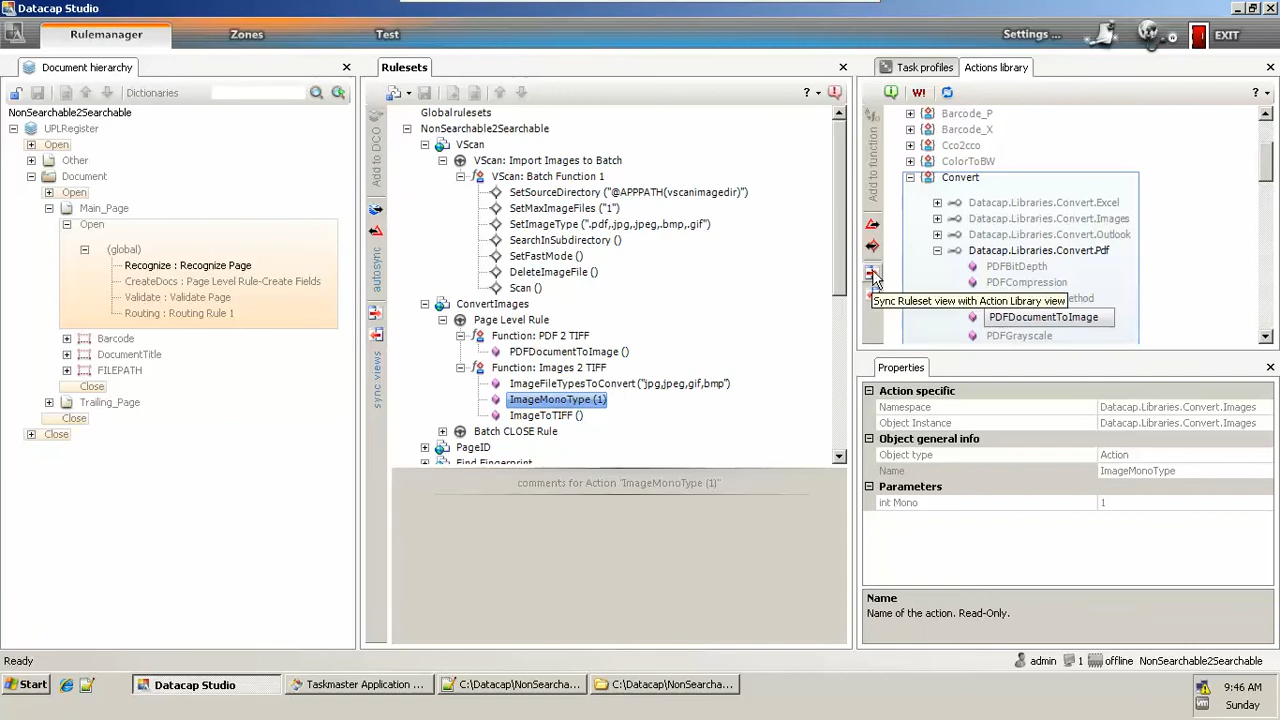 Datacap Studio
Rulemanager
Zones
Test
Settings ...
EXIT
Document hierarchy
Dictionaries
NonSearchable2Searchable
UPLRegister
Open
Other
Document
Open
Main_Page
Open
(global)
Recognize : Recognize Page
CreateDocs : Page Level Rule-Create Fields
Validate : Validate Page
Routing : Routing Rule 1
Barcode
DocumentTitle
FILEPATH
Close
Trailing_Page
Close
Close
Rulesets
Add to DCO
autosync
sync views
Globalrulesets
NonSearchable2Searchable
VScan
VScan: Import Images to Batch
VScan: Batch Function 1
SetSourceDirectory ("@APPPATH(vscanimagedir)")
SetMaxImageFiles ("1")
SetImageType (".pdf,.jpg,.jpeg,.bmp,.gif")
SearchInSubdirectory ()
SetFastMode ()
DeleteImageFile ()
Scan ()
ConvertImages
Page Level Rule
Function: PDF 2 TIFF
PDFDocumentToImage ()
Function: Images 2 TIFF
ImageFileTypesToConvert ("jpg,jpeg,gif,bmp")
ImageMonoType (1)
ImageToTIFF ()
Batch CLOSE Rule
PageID
Find Fingerprint
comments for Action "ImageMonoType (1)"
Task profiles
Actions library
Add to function
Barcode_P
Barcode_X
Cco2cco
ColorToBW
Convert
Datacap.Libraries.Convert.Excel
Datacap.Libraries.Convert.Images
Datacap.Libraries.Convert.Outlook
Datacap.Libraries.Convert.Pdf
PDFBitDepth
PDFCompression
Sync Ruleset view with Action Library view
PDFDocumentToImage
PDFGrayscale
Properties
Action specific
Namespace Datacap.Libraries.Convert.Images
Object Instance Datacap.Libraries.Convert.Images
Object general info
Object type Action
Name ImageMonoType
Parameters
int Mono 1
Name
Name of the action. Read-Only.
Ready
admin 1 offline NonSearchable2Searchable
Start
Datacap Studio
Taskmaster Application ...
C:\Datacap\NonSearcha...
C:\Datacap\NonSearcha...
9:46 AM
Sunday